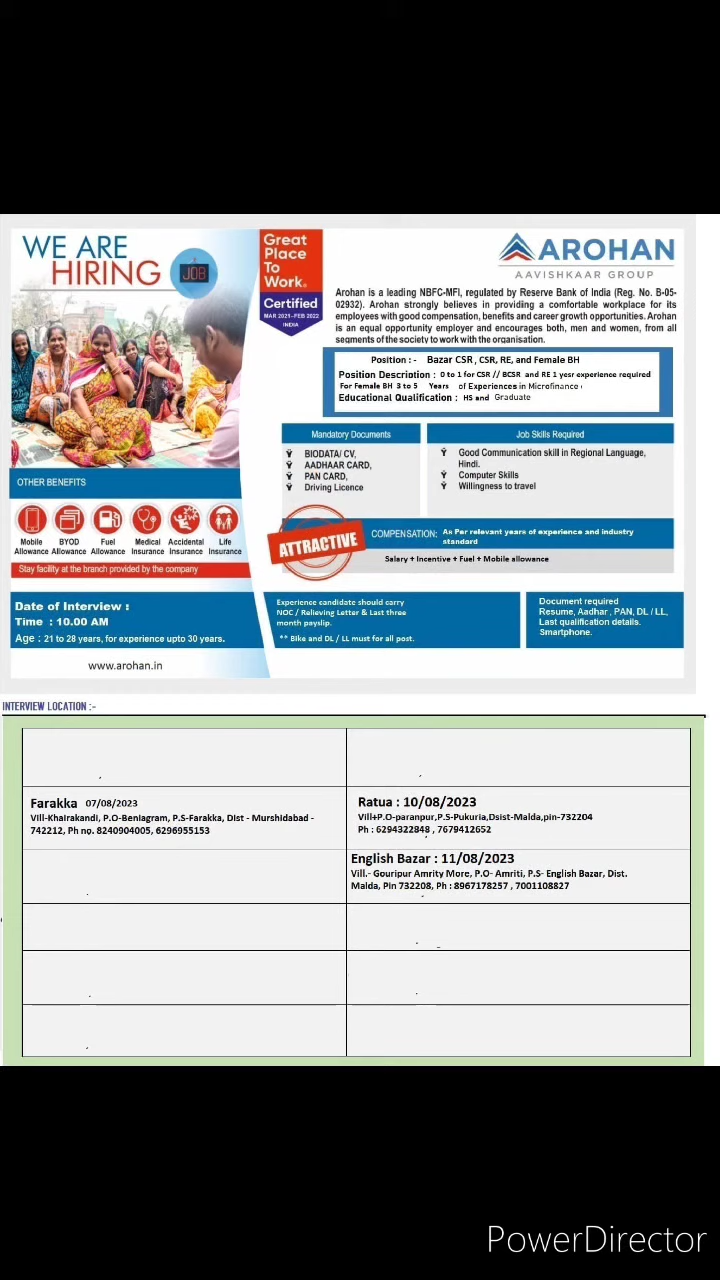 WE ARE
HIRING
JOB
Great
Place
To
Work®
Certified
MAR 2021-FEB 2022
INDIA
AROHAN
AAVISHKAAR GROUP
Arohan is a leading NBFC-MFI, regulated by Reserve Bank of India (Reg. No. B-05-
02932). Arohan strongly believes in providing a comfortable workplace for its
employees with good compensation, benefits and career growth opportunities. Arohan
is an equal opportunity employer and encourages both, men and women, from all
segments of the society to work with the organisation.
Position : - Bazar CSR , CSR, RE, and Female BH
Position Description : 0 to 1 for CSR // BCSR and RE 1 yesr experience required
For Female BH 3 to 5 Years of Experiences in Microfinance
Educational Qualification : HS and Graduate
Mandatory Documents
BIODATA/ CV,
AADHAAR CARD,
PAN CARD,
Driving Licence
Job Skills Required
Good Communication skill in Regional Language,
Hindi.
Computer Skills
Willingness to travel
OTHER BENEFITS
Mobile Allowance
BYOD Allowance
Fuel Allowance
Medical Insurance
Accidental Insurance
Life Insurance
Stay facility at the branch provided by the company
ATTRACTIVE
COMPENSATION: As Per relevant years of experience and industry
standard
Salary + Incentive + Fuel + Mobile allowance
Date of Interview :
Time : 10.00 AM
Age : 21 to 28 years, for experience upto 30 years.
Experience candidate should carry
NOC / Relieving Letter & Last three
month payslip.
** Bike and DL / LL must for all post.
Document required
Resume, Aadhar , PAN, DL / LL,
Last qualification details.
Smartphone.
www.arohan.in
INTERVIEW LOCATION :-
Farakka 07/08/2023
Vill-Khairakandi, P.O-Beniagram, P.S-Farakka, Dist - Murshidabad -
742212, Ph no. 8240904005, 6296955153
Ratua : 10/08/2023
Vill+P.O-paranpur,P.S-Pukuria,Dsist-Malda,pin-732204
Ph : 6294322848 , 7679412652
English Bazar : 11/08/2023
Vill.- Gouripur Amrity More, P.O- Amriti, P.S- English Bazar, Dist.
Malda, Pin 732208, Ph : 8967178257 , 7001108827
PowerDirector